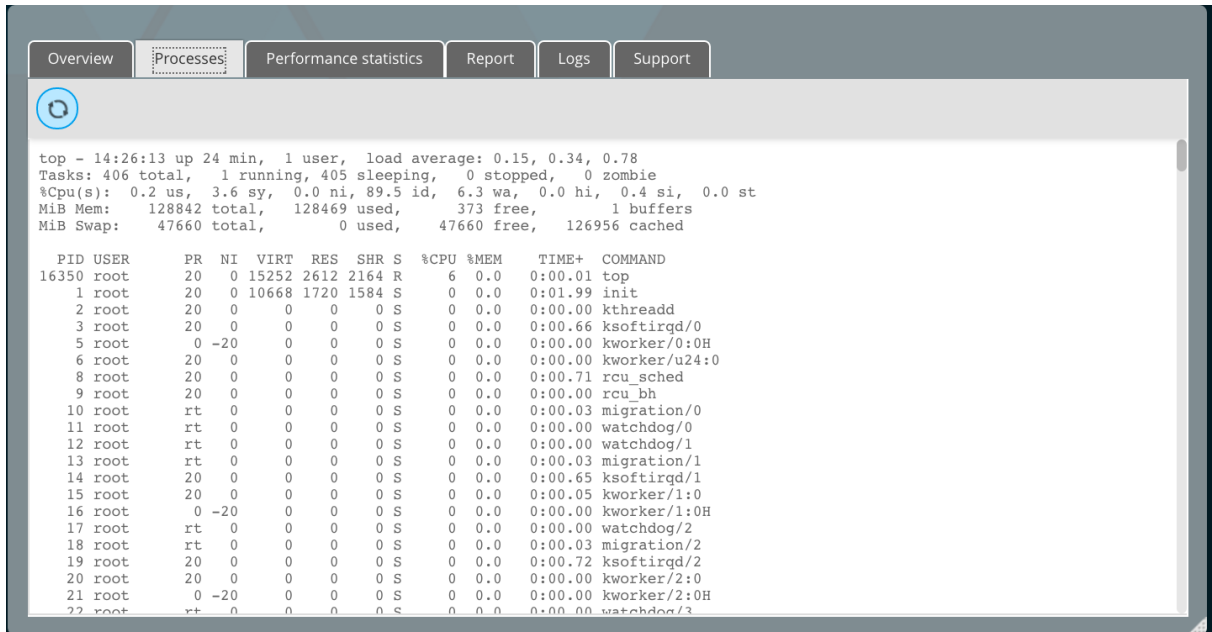 Overview Processes Performance statistics Report Logs Support
top - 14:26:13 up 24 min,  1 user,  load average: 0.15, 0.34, 0.78
Tasks: 406 total,   1 running, 405 sleeping,   0 stopped,   0 zombie
%Cpu(s):  0.2 us,  3.6 sy,  0.0 ni, 89.5 id,  6.3 wa,  0.0 hi,  0.4 si,  0.0 st
MiB Mem:    128842 total,   128469 used,      373 free,        1 buffers
MiB Swap:    47660 total,        0 used,    47660 free,   126956 cached
  PID USER      PR  NI  VIRT  RES  SHR S  %CPU %MEM    TIME+  COMMAND
16350 root      20   0 15252 2612 2164 R     6  0.0   0:00.01 top
    1 root      20   0 10668 1720 1584 S     0  0.0   0:01.99 init
    2 root      20   0     0    0    0 S     0  0.0   0:00.00 kthreadd
    3 root      20   0     0    0    0 S     0  0.0   0:00.66 ksoftirqd/0
    5 root       0 -20     0    0    0 S     0  0.0   0:00.00 kworker/0:0H
    6 root      20   0     0    0    0 S     0  0.0   0:00.00 kworker/u24:0
    8 root      20   0     0    0    0 S     0  0.0   0:00.71 rcu_sched
    9 root      20   0     0    0    0 S     0  0.0   0:00.00 rcu_bh
   10 root      rt   0     0    0    0 S     0  0.0   0:00.03 migration/0
   11 root      rt   0     0    0    0 S     0  0.0   0:00.00 watchdog/0
   12 root      rt   0     0    0    0 S     0  0.0   0:00.00 watchdog/1
   13 root      rt   0     0    0    0 S     0  0.0   0:00.03 migration/1
   14 root      20   0     0    0    0 S     0  0.0   0:00.65 ksoftirqd/1
   15 root      20   0     0    0    0 S     0  0.0   0:00.05 kworker/1:0
   16 root       0 -20     0    0    0 S     0  0.0   0:00.00 kworker/1:0H
   17 root      rt   0     0    0    0 S     0  0.0   0:00.00 watchdog/2
   18 root      rt   0     0    0    0 S     0  0.0   0:00.03 migration/2
   19 root      20   0     0    0    0 S     0  0.0   0:00.72 ksoftirqd/2
   20 root      20   0     0    0    0 S     0  0.0   0:00.00 kworker/2:0
   21 root       0 -20     0    0    0 S     0  0.0   0:00.00 kworker/2:0H
   22 root      rt   0     0    0    0 S     0  0.0   0:00.00 watchdog/3